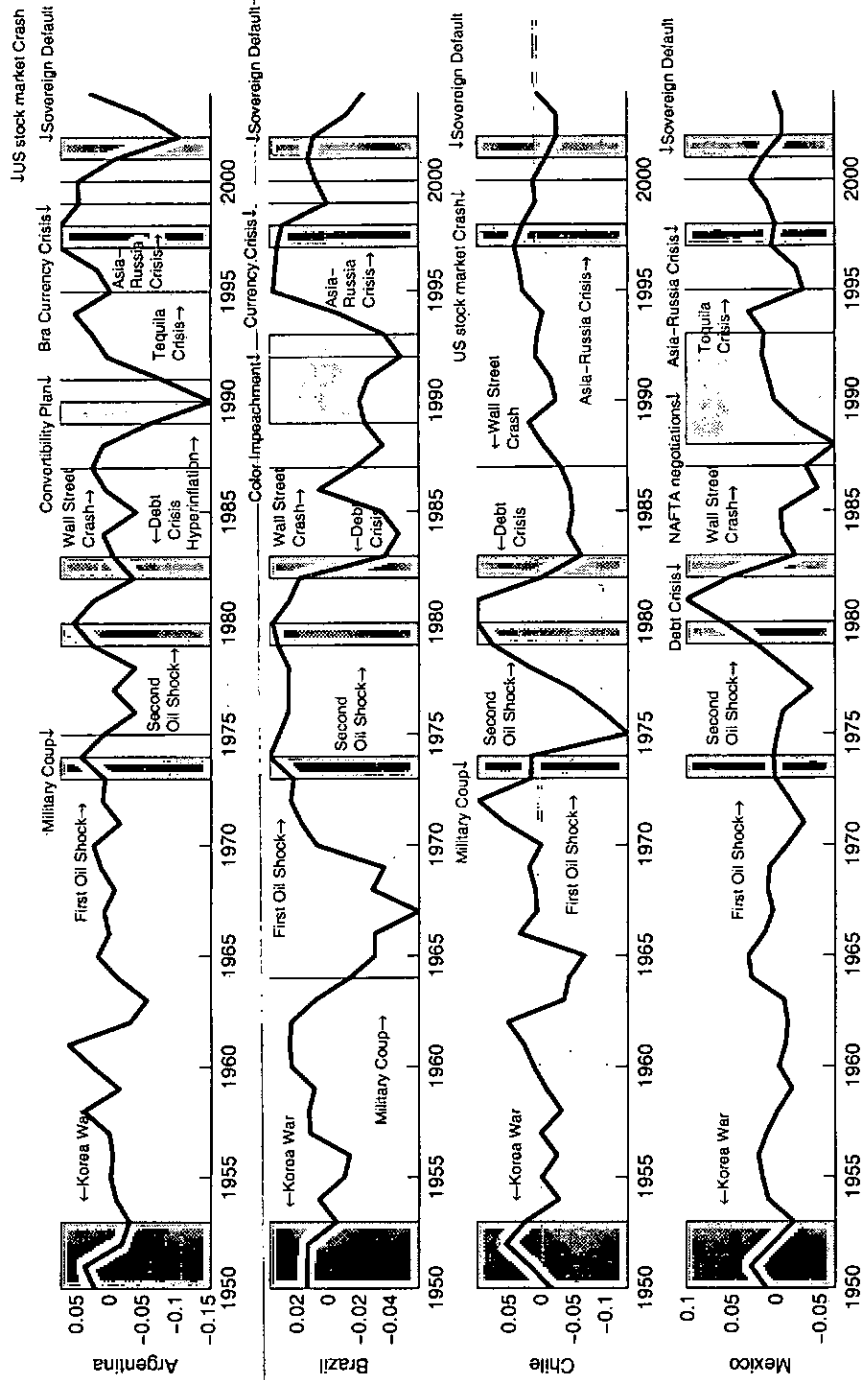 ↓US stock market Crash
Military Coup↓
Convertibility Plan↓
Bra Currency Crisis↓
↓Sovereign Default
←Korea War
First Oil Shock→
Second
Oil Shock→
Wall Street
Crash→
←Debt
Crisis
Hyperinflation→
Tequila
Crisis→
Asia–
Russia
Crisis→
Argentina
0.05
0
−0.05
−0.1
−0.15
1950
1955
1960
1965
1970
1975
1980
1985
1990
1995
2000
Color Impeachment↓
Currency Crisis↓
↓Sovereign Default
←Korea War
Military Coup→
First Oil Shock→
Second
Oil Shock→
Wall Street
Crash→
←Debt
Crisis
Asia–
Russia
Crisis→
Brazil
0.02
0
−0.02
−0.04
1950
1955
1960
1965
1970
1975
1980
1985
1990
1995
2000
Military Coup↓
US stock market Crash↓
↓Sovereign Default
←Korea War
First Oil Shock→
Second
Oil Shock→
←Debt
Crisis
←Wall Street
Crash
Asia–Russia Crisis→
Chile
0.05
0
−0.05
−0.1
1950
1955
1960
1965
1970
1975
1980
1985
1990
1995
2000
Debt Crisis↓
NAFTA negotiations↓
Asia–Russia Crisis↓
↓Sovereign Default
←Korea War
First Oil Shock→
Second
Oil Shock→
Wall Street
Crash→
Tequila
Crisis→
Mexico
0.1
0.05
0
−0.05
1950
1955
1960
1965
1970
1975
1980
1985
1990
1995
2000